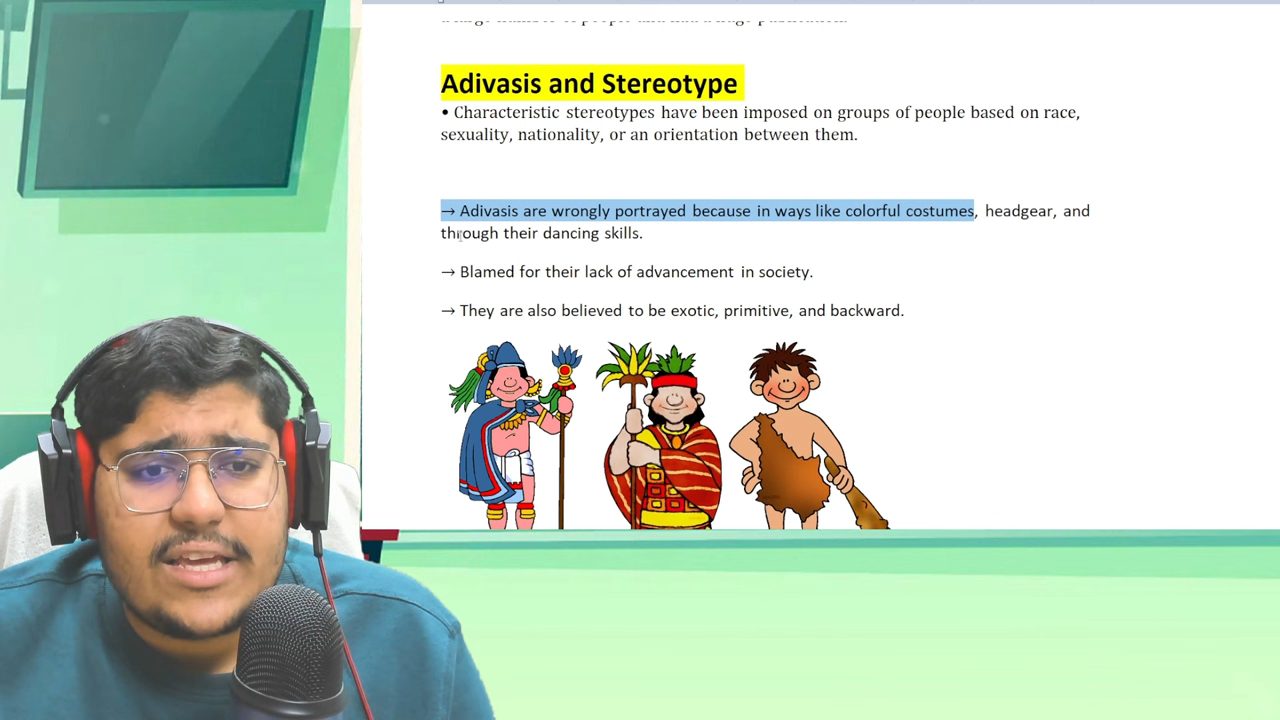 Adivasis and Stereotype
• Characteristic stereotypes have been imposed on groups of people based on race,
sexuality, nationality, or an orientation between them.
→ Adivasis are wrongly portrayed because in ways like colorful costumes, headgear, and
through their dancing skills.
→ Blamed for their lack of advancement in society.
→ They are also believed to be exotic, primitive, and backward.